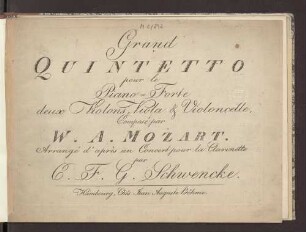 Grand
QUINTETTO
pour le
Piano-Forte
deux Violons, Viola & Violoncello,
Composé par
W. A. MOZART.
Arrangé d'après un Concert pour la Clarinette
par
C. F. G. Schwencke.
Hambourg, Chés Jean Auguste Böhme.